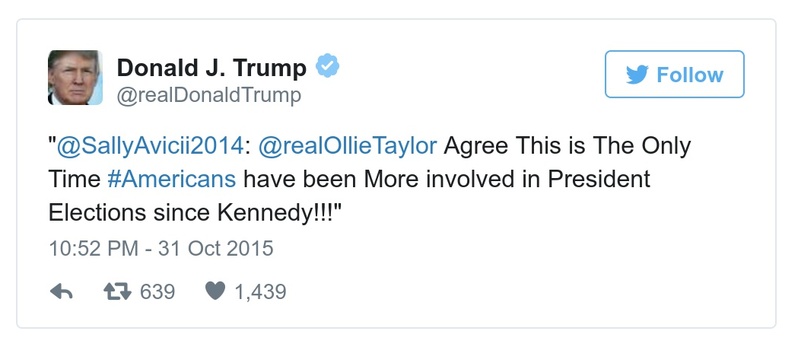 Donald J. Trump
@realDonaldTrump
Follow
"@SallyAvicii2014: @realOllieTaylor Agree This is The Only
Time #Americans have been More involved in President
Elections since Kennedy!!!"
10:52 PM - 31 Oct 2015
639 1,439